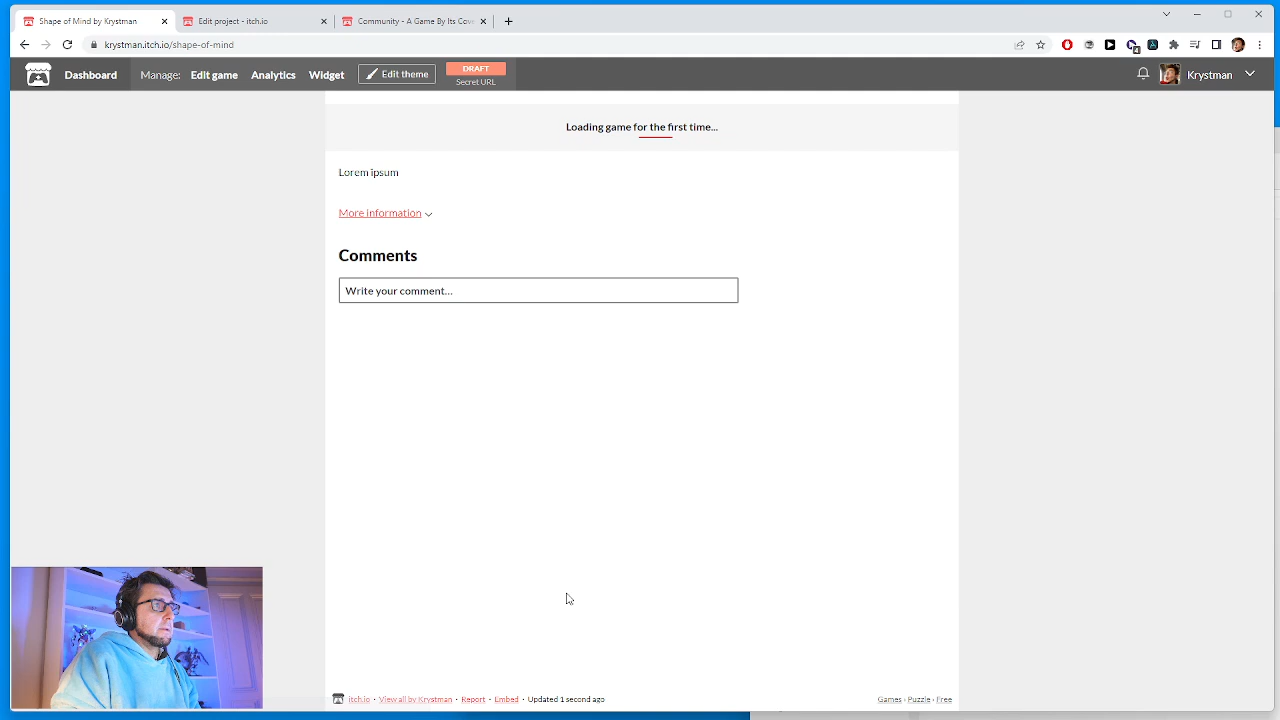 Shape of Mind by Krystman
Edit project - itch.io
Community - A Game By Its Cov
krystman.itch.io/shape-of-mind
4
Dashboard
Manage:
Edit game
Analytics
Widget
Edit theme
DRAFT
Secret URL
Krystman
Loading game for the first time...
Lorem ipsum
More information
Comments
Write your comment...
itch.io · View all by Krystman · Report · Embed · Updated 1 second ago
Games › Puzzle › Free